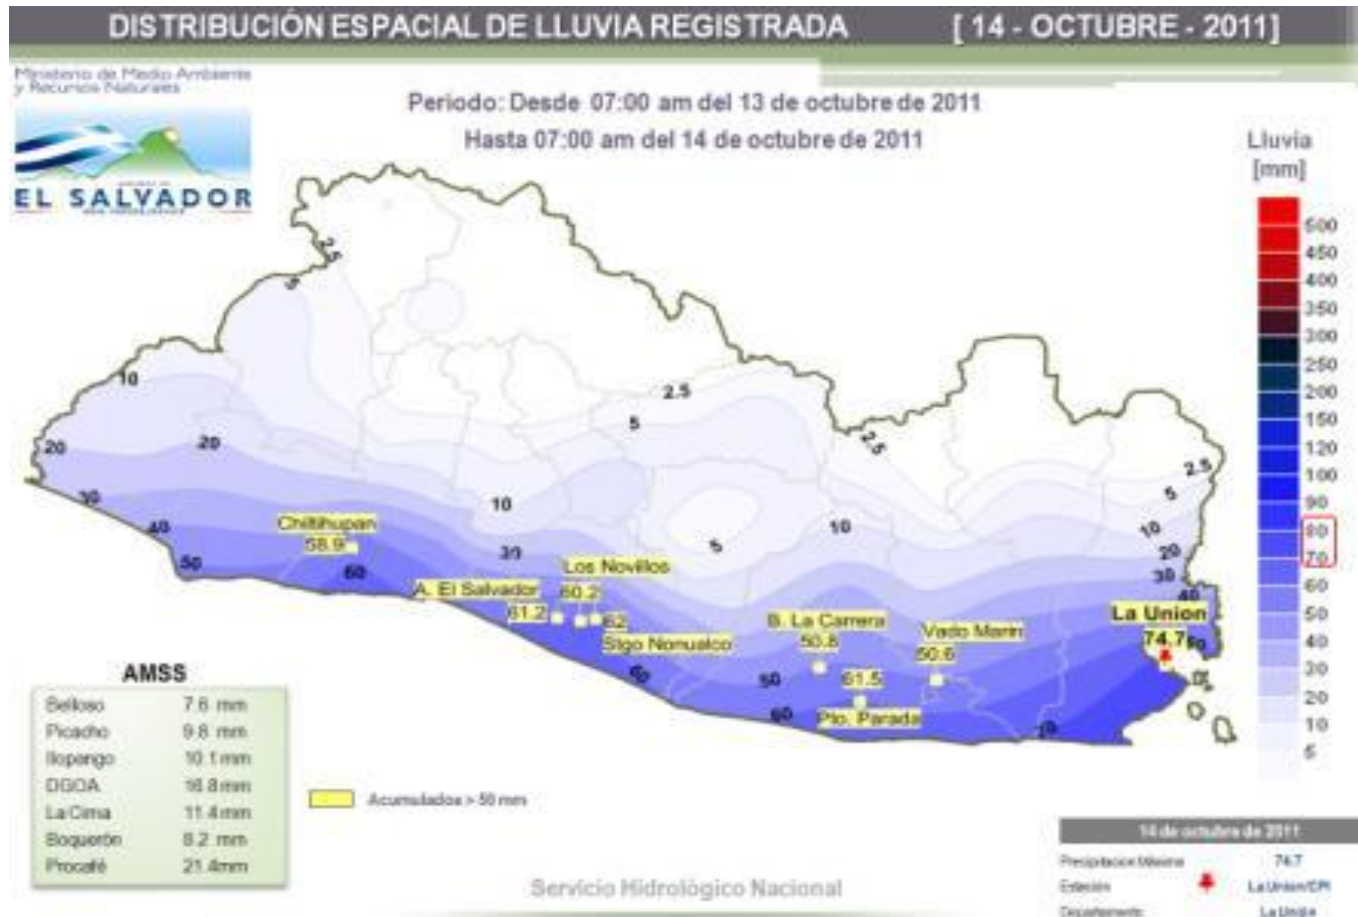 DISTRIBUCIÓN ESPACIAL DE LLUVIA REGISTRADA [ 14 - OCTUBRE - 2011]
Ministerio de Medio Ambiente
y Recursos Naturales
EL SALVADOR
Periodo: Desde 07:00 am del 13 de octubre de 2011
Hasta 07:00 am del 14 de octubre de 2011
Lluvia
[mm]
500
450
400
350
300
250
200
150
120
100
90
80
70
60
50
40
30
20
10
5
2.5
5
10
2.5
5
20
20
2.5
2.5
5
30
10
10
10
40
5
20
50
30
60
30
40
50
60
50
60
70
Chiltihupan
58.9
Los Novillos
A. El Salvador
60.2
61.2
62
Stgo Nonualco
B. La Carrera
50.8
Vado Marin
50.6
61.5
Pto. Parada
La Union
74.7
AMSS
Belloso 7.6 mm
Picacho 9.8 mm
Ilopango 10.1 mm
DGOA 16.8 mm
La Cima 11.4 mm
Boquerón 8.2 mm
Procafé 21.4mm
Acumulados > 50 mm
Servicio Hidrológico Nacional
14 de octubre de 2011
Precipitacion Máxima 74.7
Estación La Union/CPI
Departamento La Unión